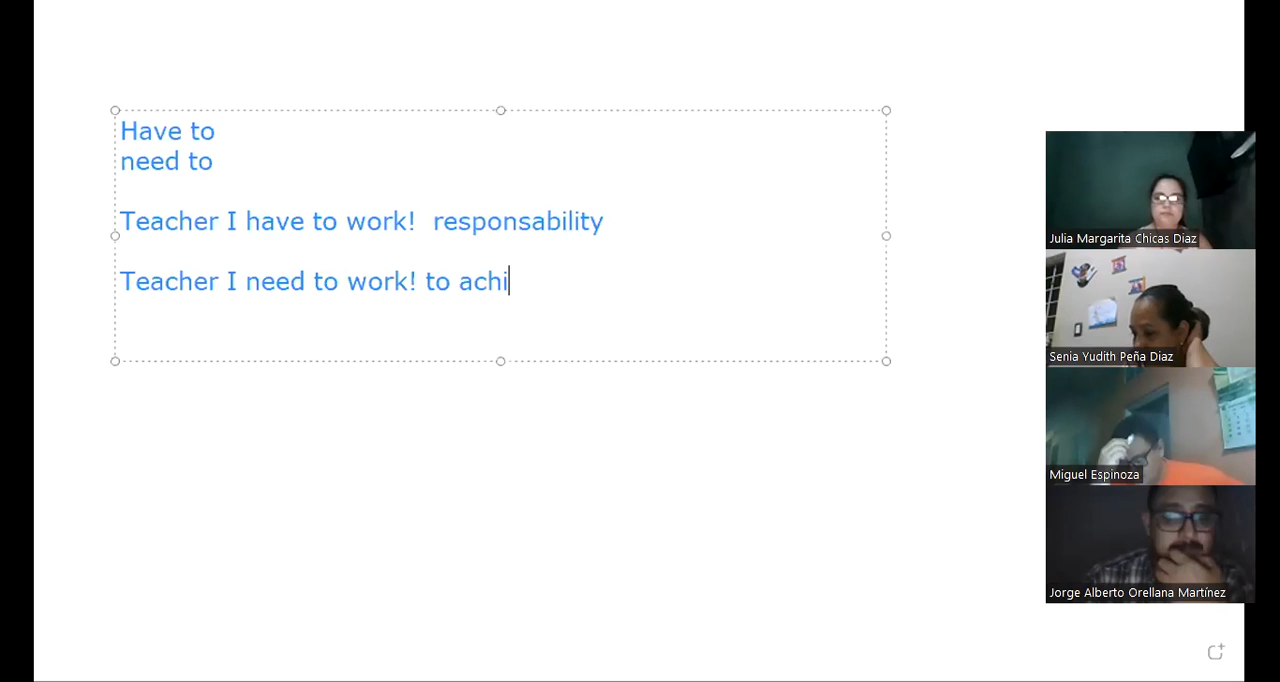 Have to
need to
Teacher I have to work!  responsability
Teacher I need to work! to achi
Julia Margarita Chicas Diaz
Senia Yudith Peña Diaz
Miguel Espinoza
Jorge Alberto Orellana Martínez